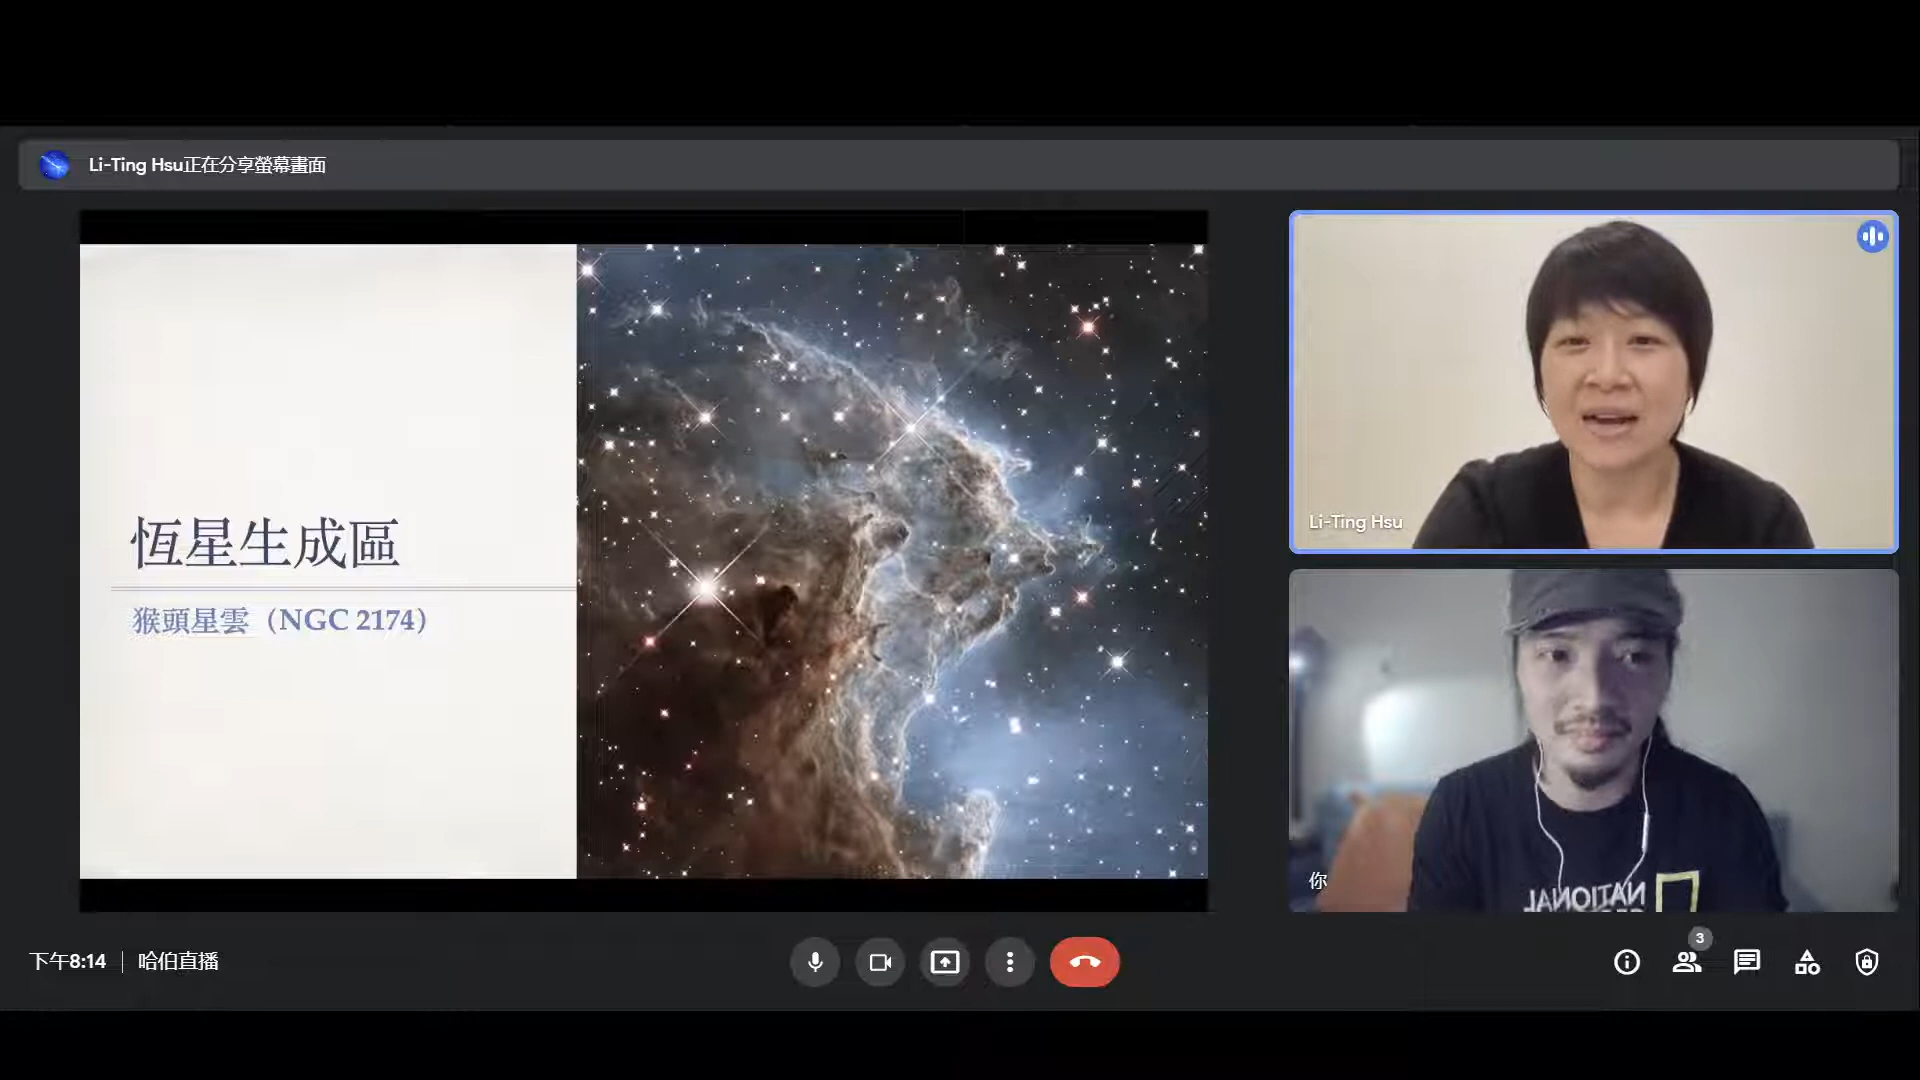 Li-Ting Hsu正在分享螢幕畫面
恆星生成區
猴頭星雲（NGC 2174）
Li-Ting Hsu
你
NATIONAL
下午8:14
哈伯直播
3